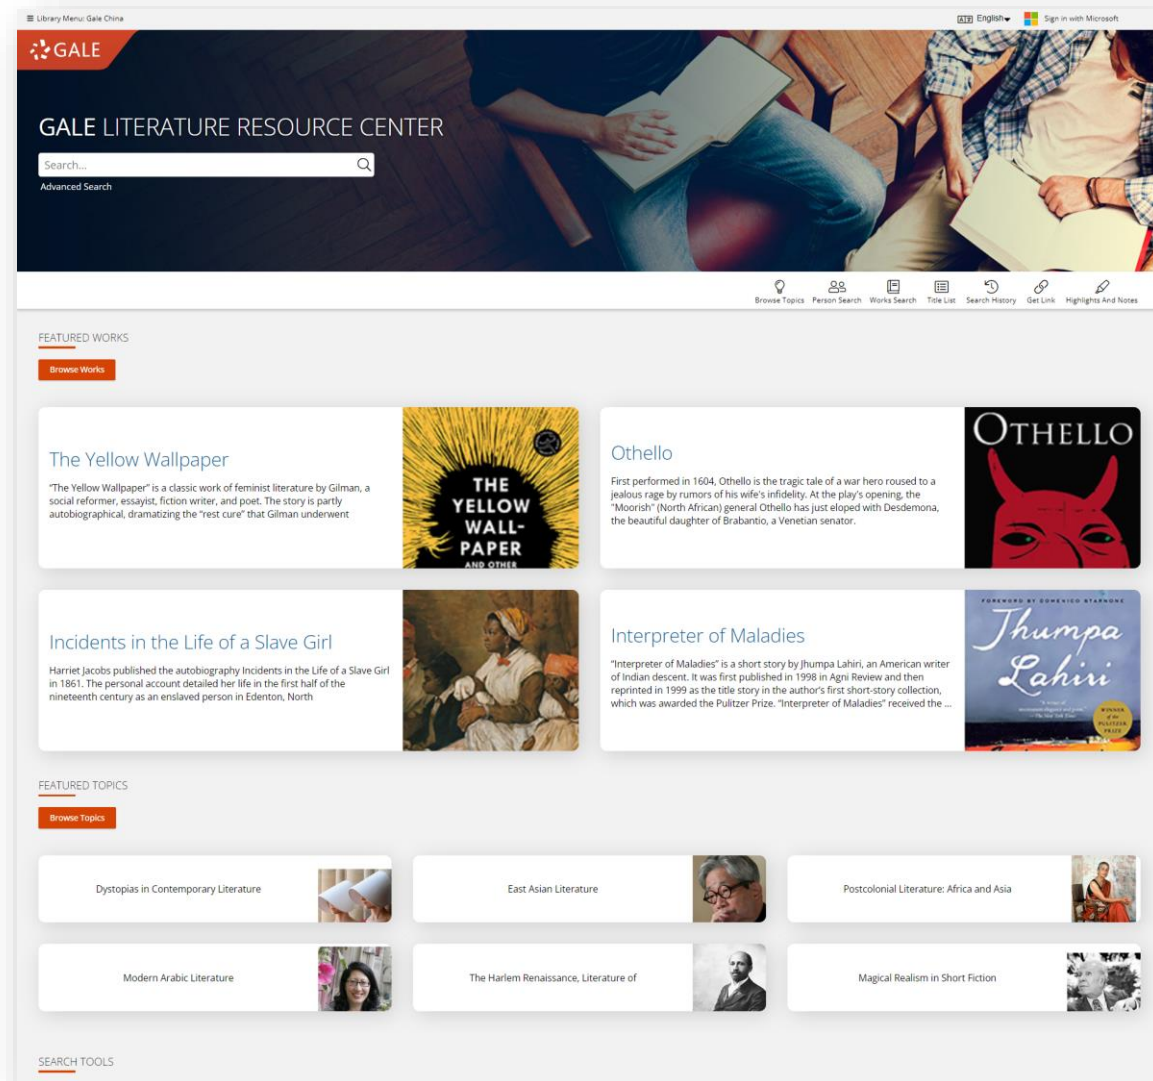 Library Menu: Gale China
English
Sign in with Microsoft
GALE
GALE LITERATURE RESOURCE CENTER
Search...
Advanced Search
Browse Topics
Person Search
Works Search
Title List
Search History
Get Link
Highlights And Notes
FEATURED WORKS
Browse Works
The Yellow Wallpaper
"The Yellow Wallpaper" is a classic work of feminist literature by Gilman, a
social reformer, essayist, fiction writer, and poet. The story is partly
autobiographical, dramatizing the "rest cure" that Gilman underwent
THE
YELLOW
WALL-
PAPER
AND OTHER
Othello
First performed in 1604, Othello is the tragic tale of a war hero roused to a
jealous rage by rumors of his wife's infidelity. At the play's opening, the
"Moorish" (North African) general Othello has just eloped with Desdemona,
the beautiful daughter of Brabantio, a Venetian senator.
OTHELLO
Incidents in the Life of a Slave Girl
Harriet Jacobs published the autobiography Incidents in the Life of a Slave Girl
in 1861. The personal account detailed her life in the first half of the
nineteenth century as an enslaved person in Edenton, North
Interpreter of Maladies
"Interpreter of Maladies" is a short story by Jhumpa Lahiri, an American writer
of Indian descent. It was first published in 1998 in Agni Review and then
reprinted in 1999 as the title story in the author's first short-story collection,
which was awarded the Pulitzer Prize. "Interpreter of Maladies" received the ...
FOREWORD BY DOMENICO STARNONE
Jhumpa
Lahiri
WINNER
of the
PULITZER
PRIZE
FEATURED TOPICS
Browse Topics
Dystopias in Contemporary Literature
East Asian Literature
Postcolonial Literature: Africa and Asia
Modern Arabic Literature
The Harlem Renaissance, Literature of
Magical Realism in Short Fiction
SEARCH TOOLS